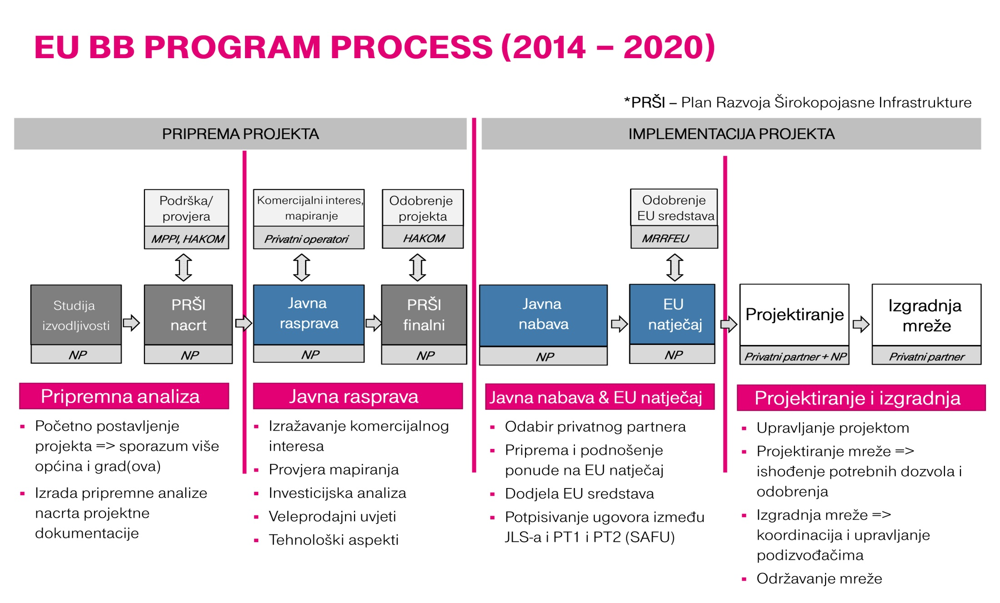 EU BB PROGRAM PROCESS (2014 – 2020)
*PRŠI – Plan Razvoja Širokopojasne Infrastrukture
PRIPREMA PROJEKTA
IMPLEMENTACIJA PROJEKTA
Podrška/
provjera
MPPI, HAKOM
Komercijalni interes,
mapiranje
Privatni operatori
Odobrenje
projekta
HAKOM
Odobrenje
EU sredstava
MRRFEU
Studija
izvodljivosti
NP
PRŠI
nacrt
NP
Javna
rasprava
NP
PRŠI
finalni
NP
Javna
nabava
NP
EU
natječaj
NP
Projektiranje
Privatni partner + NP
Izgradnja
mreže
Privatni partner
Pripremna analiza
▪ Početno postavljenje
projekta => sporazum više
općina i grad(ova)
▪ Izrada pripremne analize
nacrta projektne
dokumentacije
Javna rasprava
▪ Izražavanje komercijalnog
interesa
▪ Provjera mapiranja
▪ Investicijska analiza
▪ Veleprodajni uvjeti
▪ Tehnološki aspekti
Javna nabava & EU natječaj
▪ Odabir privatnog partnera
▪ Priprema i podnošenje
ponude na EU natječaj
▪ Dodjela EU sredstava
▪ Potpisivanje ugovora između
JLS-a i PT1 i PT2 (SAFU)
Projektiranje i izgradnja
▪ Upravljanje projektom
▪ Projektiranje mreže =>
ishođenje potrebnih dozvola i
odobrenja
▪ Izgradnja mreže =>
koordinacija i upravljanje
podizvođačima
▪ Održavanje mreže